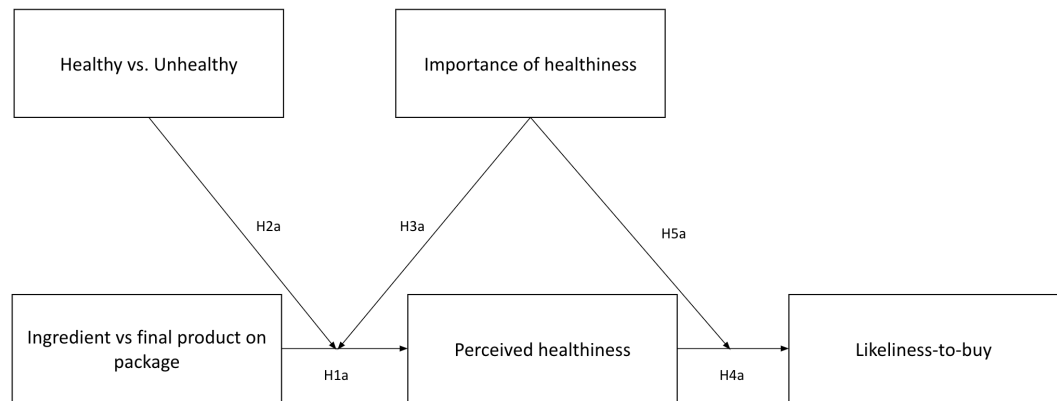 Healthy vs. Unhealthy
Importance of healthiness
H2a
H3a
H5a
Ingredient vs final product on
package
Perceived healthiness
Likeliness-to-buy
H1a
H4a